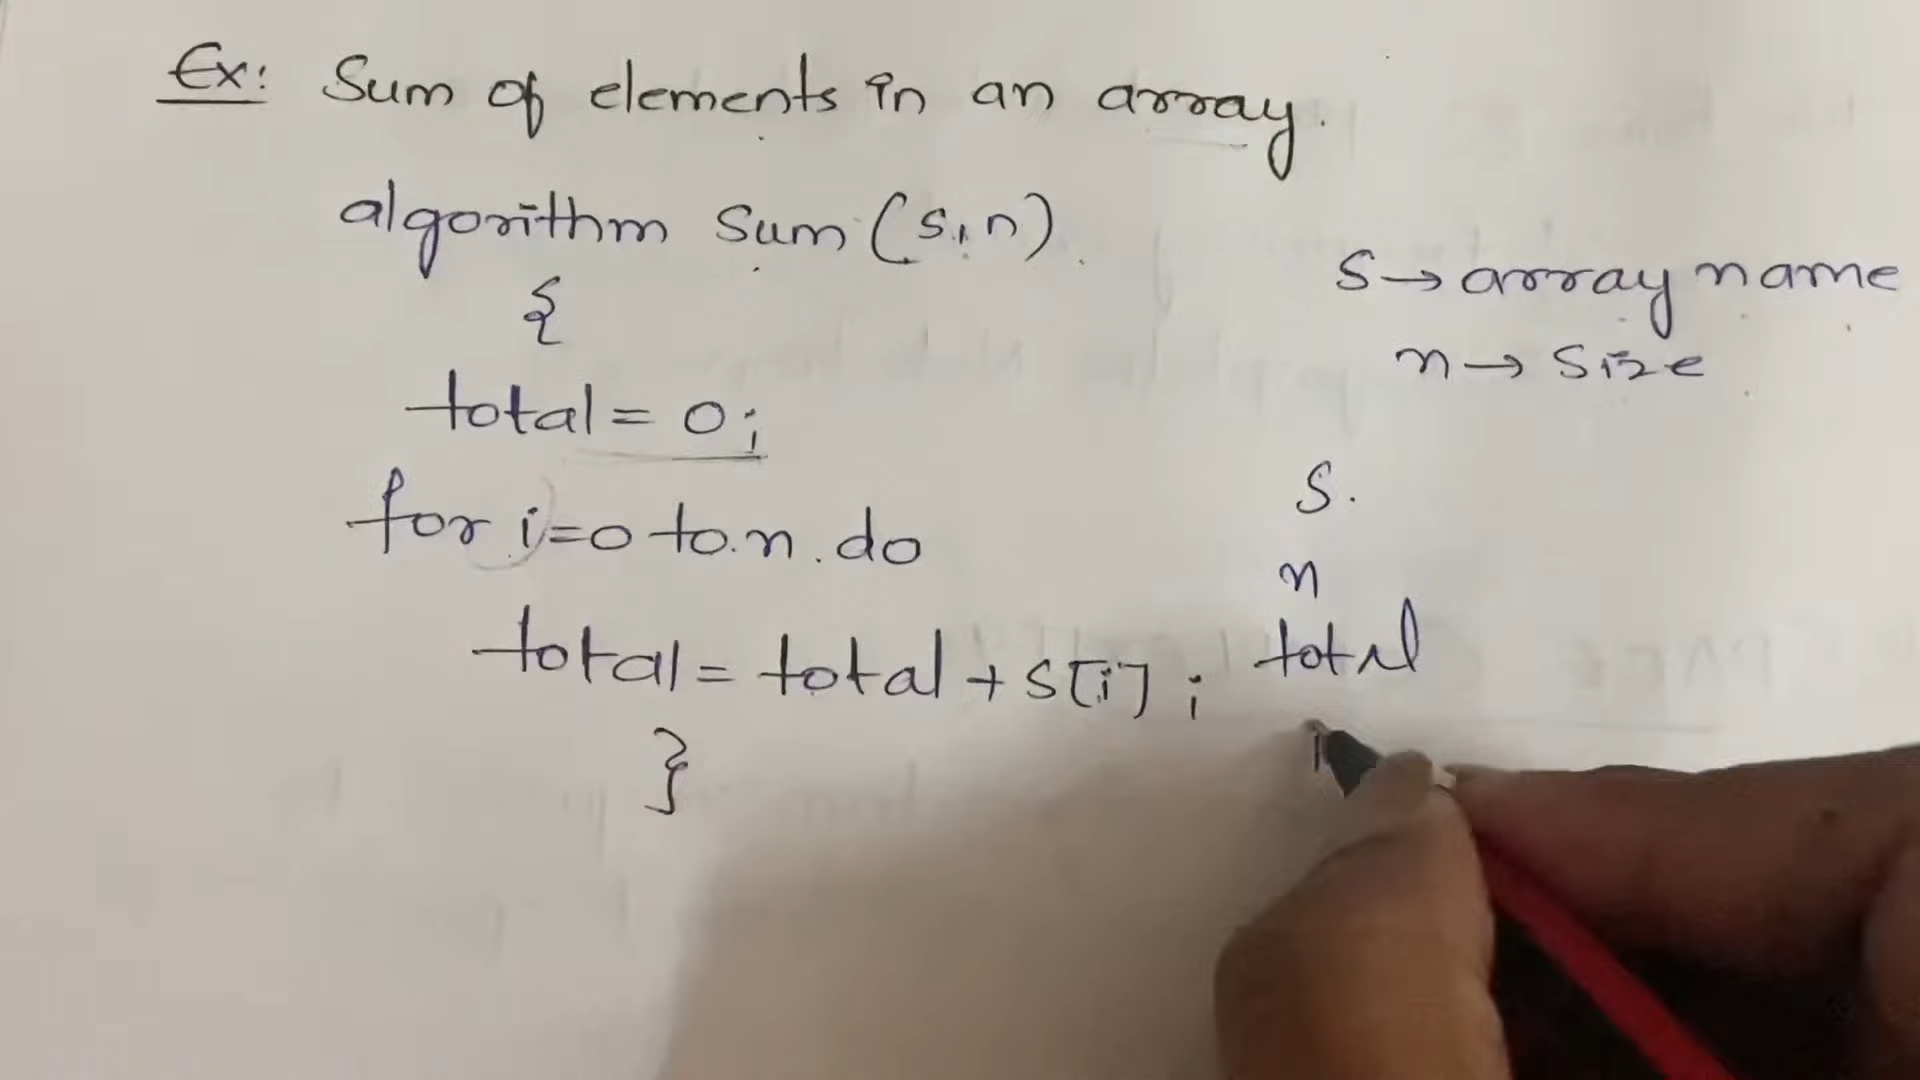 Ex: Sum of elements in an array.
algorithm Sum (s,n)
{
total = 0;
for i=0 to n do
total = total + s[i];
}
s → array name
n → size
s
n
total
i